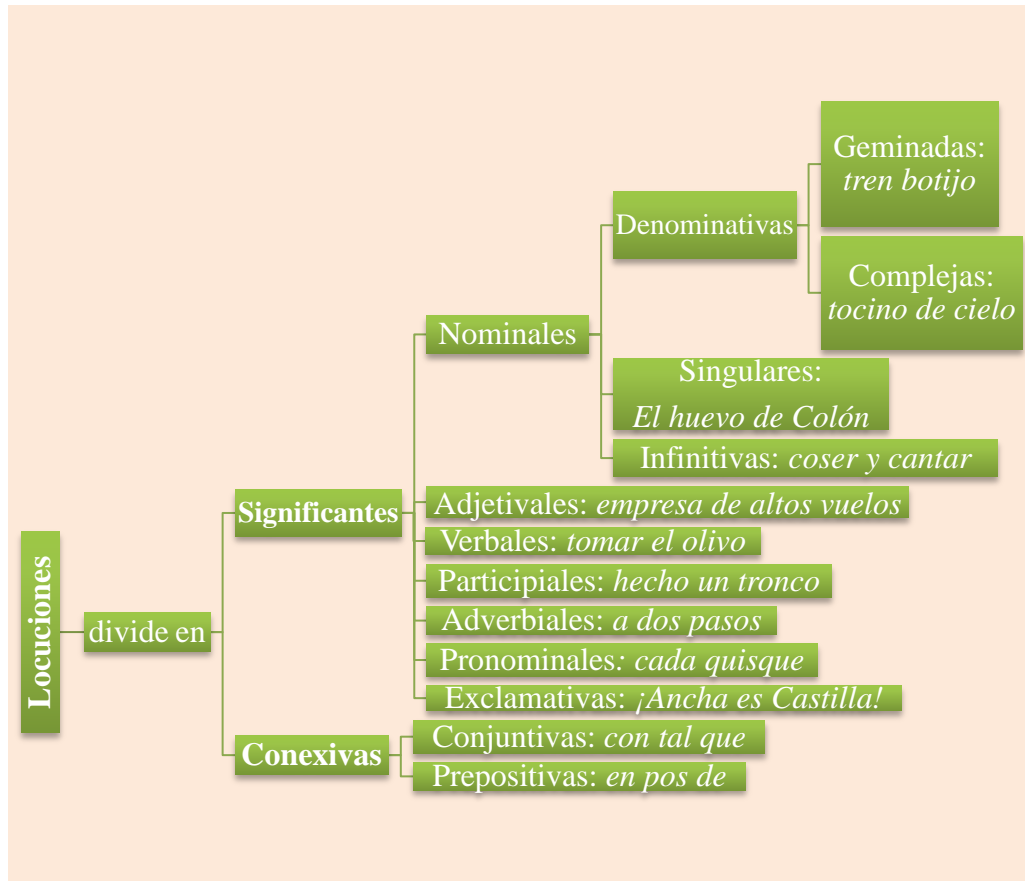 Locuciones
divide en
Significantes
Nominales
Denominativas
Geminadas:
tren botijo
Complejas:
tocino de cielo
Singulares:
El huevo de Colón
Infinitivas: coser y cantar
Adjetivales: empresa de altos vuelos
Verbales: tomar el olivo
Participiales: hecho un tronco
Adverbiales: a dos pasos
Pronominales: cada quisque
Exclamativas: ¡Ancha es Castilla!
Conexivas
Conjuntivas: con tal que
Prepositivas: en pos de